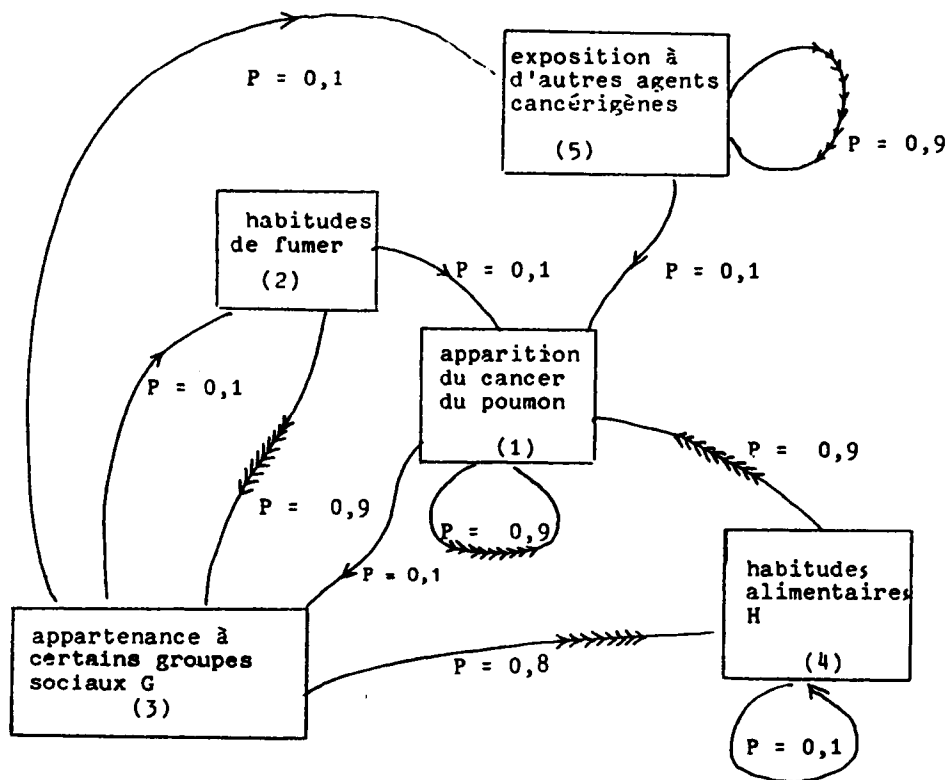 exposition à
d'autres agents
cancérigènes
(5)
P = 0,1
P = 0,9
habitudes
de fumer
(2)
P = 0,1
P = 0,1
P = 0,1
apparition
du cancer
du poumon
(1)
P = 0,9
P = 0,9
P = 0,9
P = 0,1
habitudes
alimentaires
H
(4)
appartenance à
certains groupes
sociaux G
(3)
P = 0,8
P = 0,1